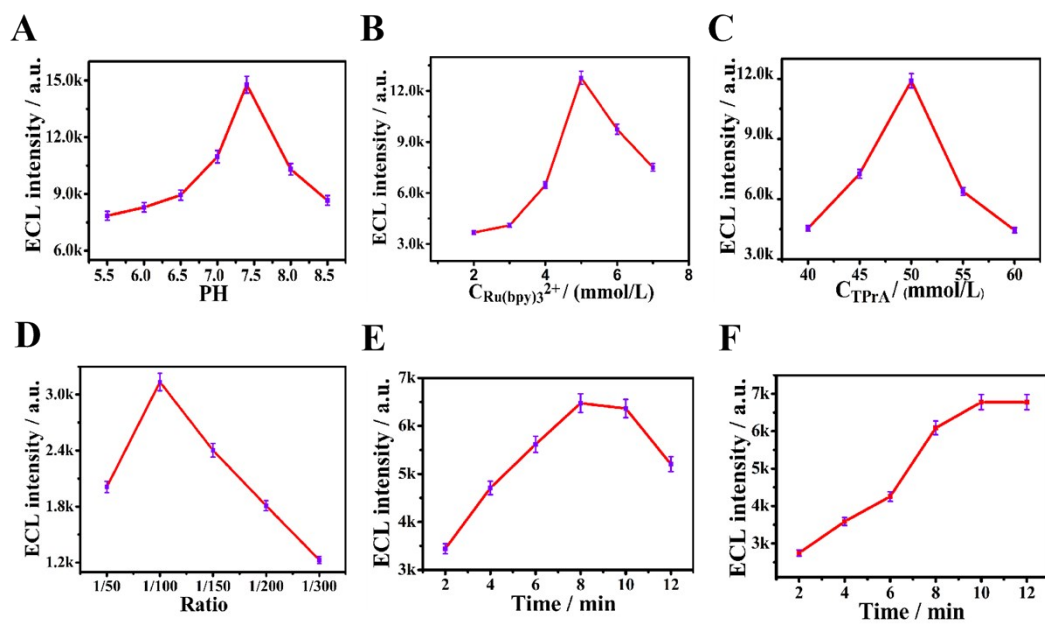 A
ECL intensity / a.u.
15.0k
12.0k
9.0k
6.0k
5.5 6.0 6.5 7.0 7.5 8.0 8.5
PH
B
ECL intensity / a.u.
12.0k
9.0k
6.0k
3.0k
2 4 6 8
C_Ru(bpy)3²⁺ / (mmol/L)
C
ECL intensity / a.u.
12.0k
9.0k
6.0k
3.0k
40 45 50 55 60
C_TPrA / (mmol/L)
D
ECL intensity / a.u.
3.0k
2.4k
1.8k
1.2k
1/50 1/100 1/150 1/200 1/300
Ratio
E
ECL intensity / a.u.
7k
6k
5k
4k
3k
2 4 6 8 10 12
Time / min
F
ECL intensity / a.u.
7k
6k
5k
4k
3k
2 4 6 8 10 12
Time / min